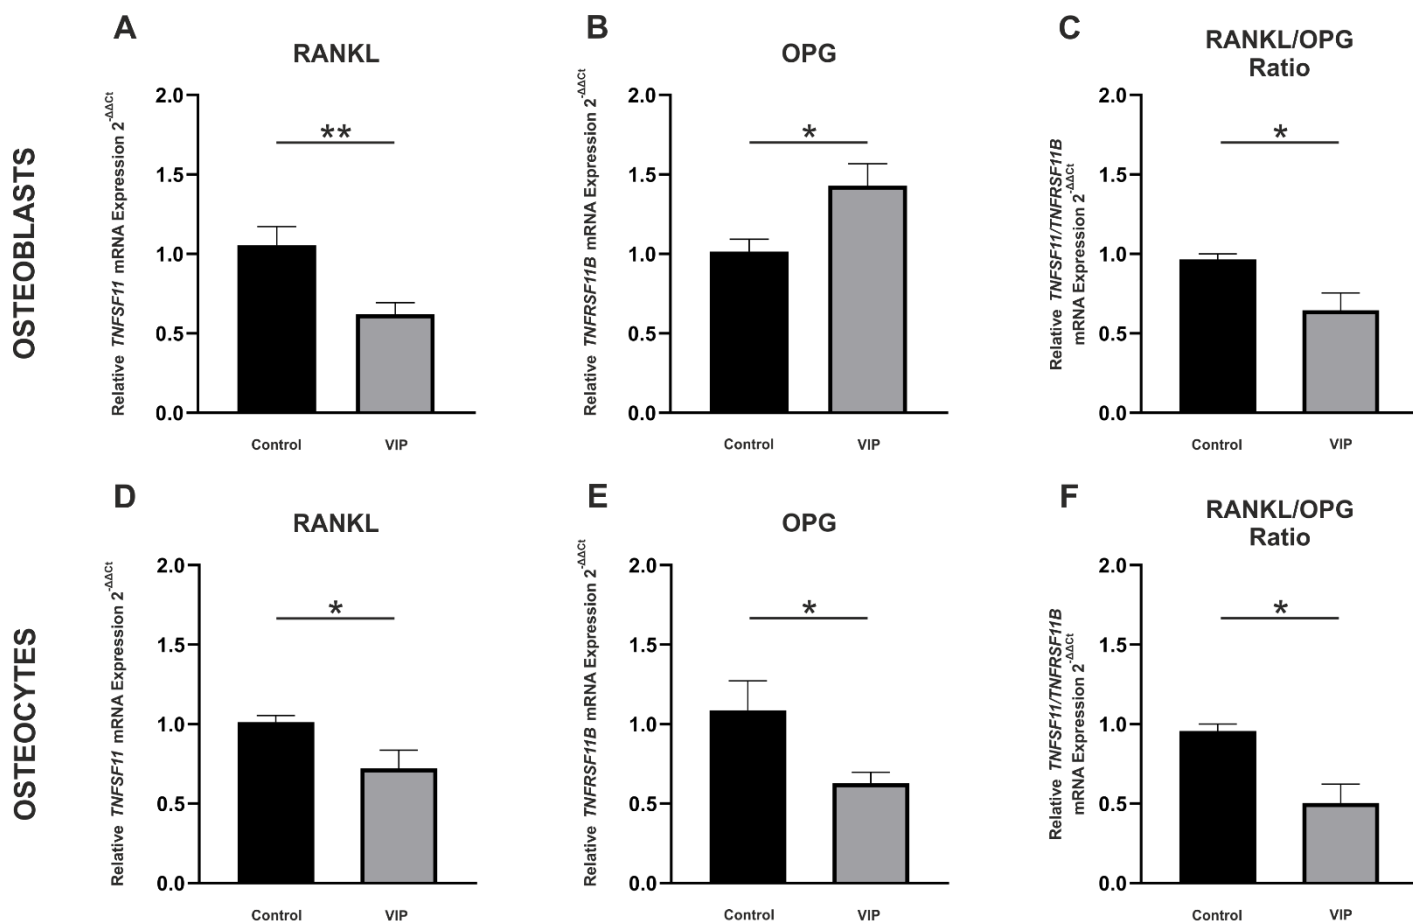 OSTEOBLASTS
A
RANKL
Relative TNFSF11 mRNA Expression 2^-ΔΔCt
2.0
1.5
1.0
0.5
0.0
**
Control VIP
B
OPG
Relative TNFRSF11B mRNA Expression 2^-ΔΔCt
2.0
1.5
1.0
0.5
0.0
*
Control VIP
C
RANKL/OPG
Ratio
Relative TNFSF11/TNFRSF11B
mRNA Expression 2^-ΔΔCt
2.0
1.5
1.0
0.5
0.0
*
Control VIP
OSTEOCYTES
D
RANKL
Relative TNFSF11 mRNA Expression 2^-ΔΔCt
2.0
1.5
1.0
0.5
0.0
*
Control VIP
E
OPG
Relative TNFRSF11B mRNA Expression 2^-ΔΔCt
2.0
1.5
1.0
0.5
0.0
*
Control VIP
F
RANKL/OPG
Ratio
Relative TNFSF11/TNFRSF11B
mRNA Expression 2^-ΔΔCt
2.0
1.5
1.0
0.5
0.0
*
Control VIP